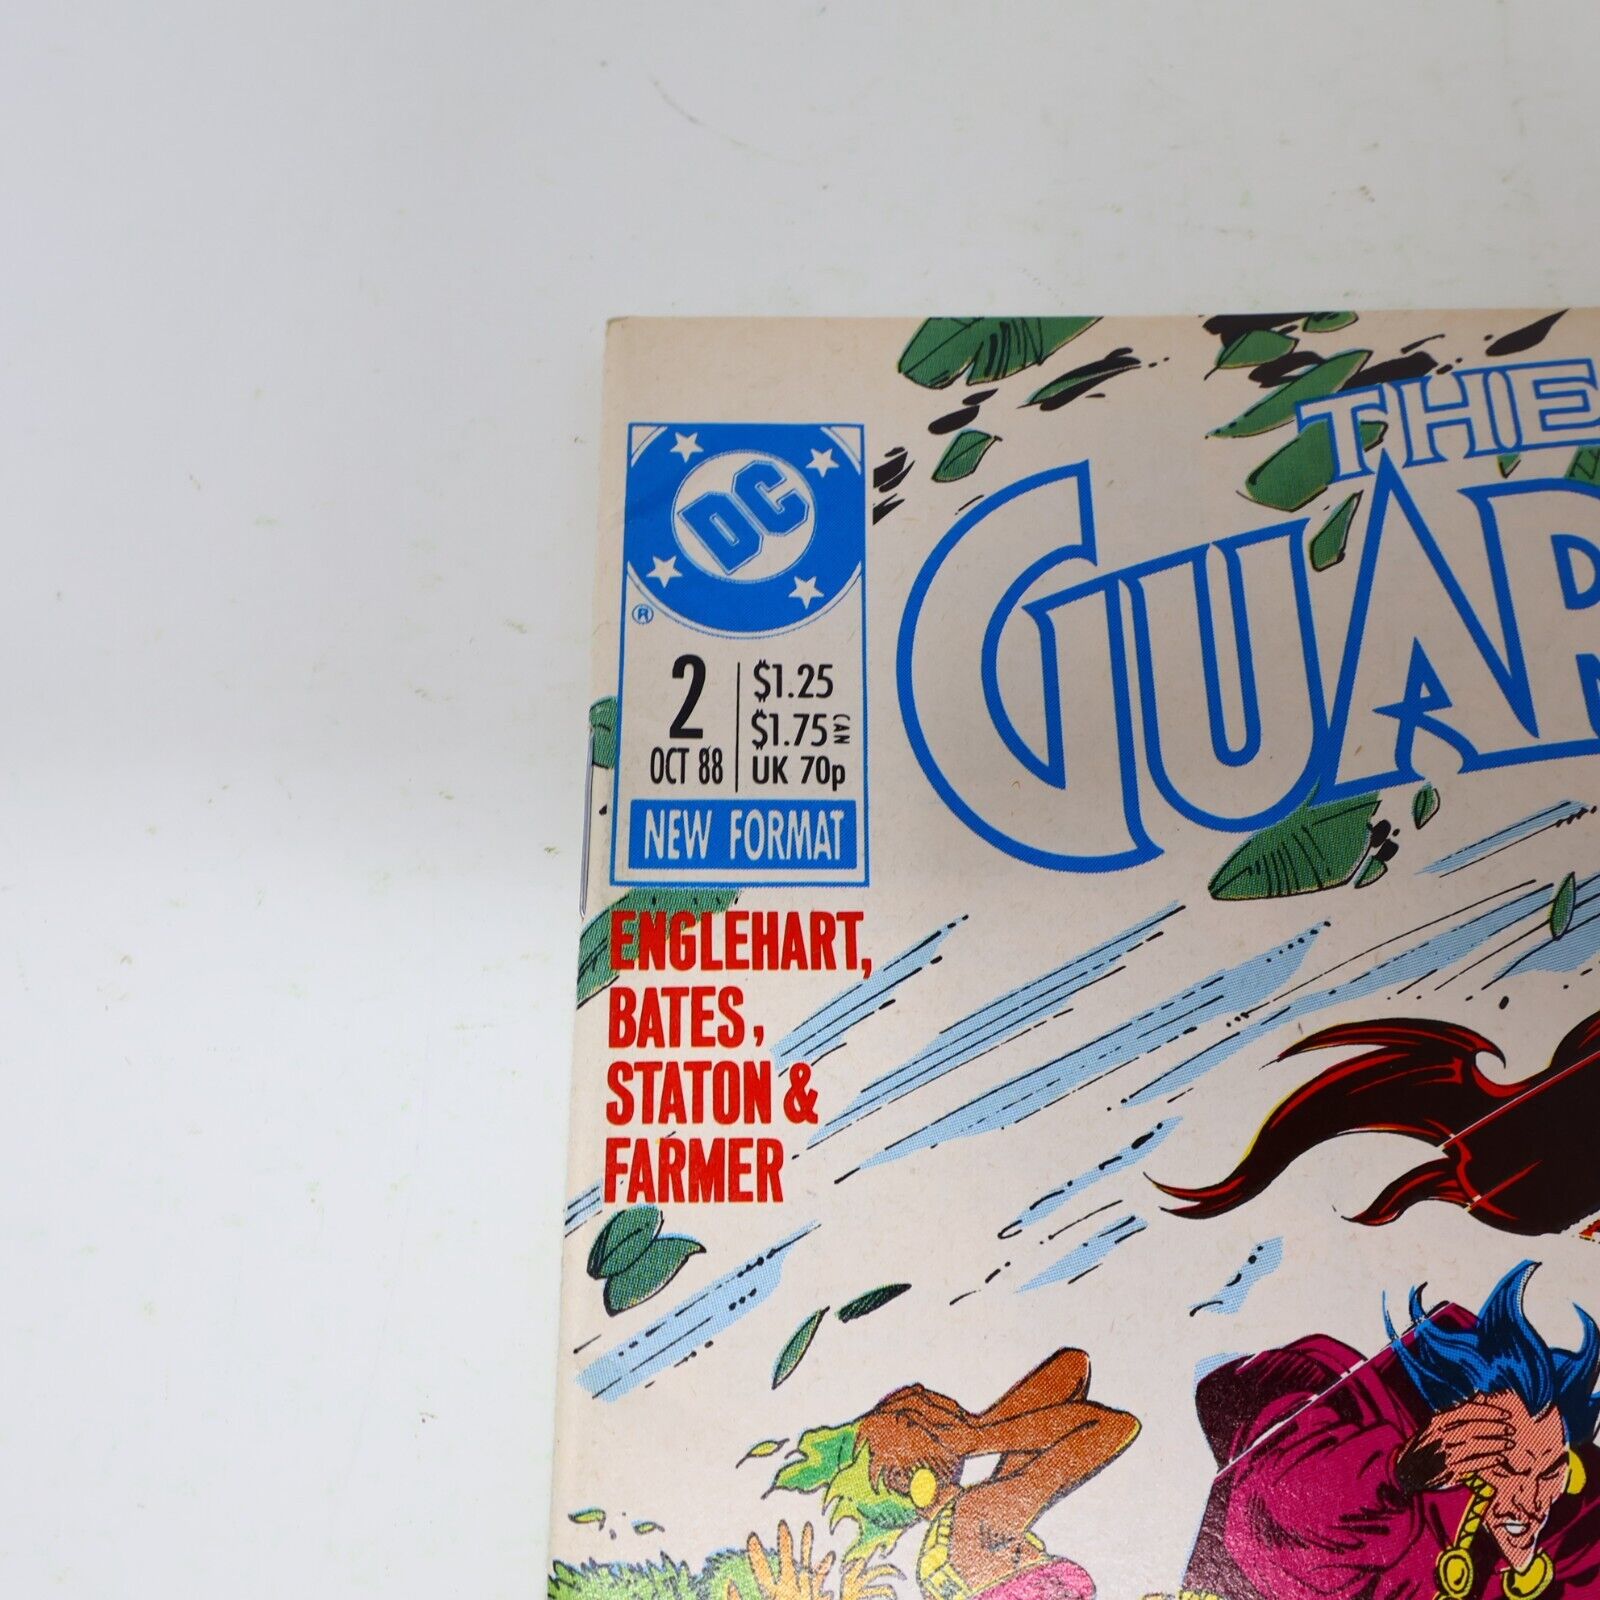 THE
GUAR
DC
®
2
OCT 88
$1.25
$1.75 CAN
UK 70p
NEW FORMAT
ENGLEHART,
BATES,
STATON &
FARMER